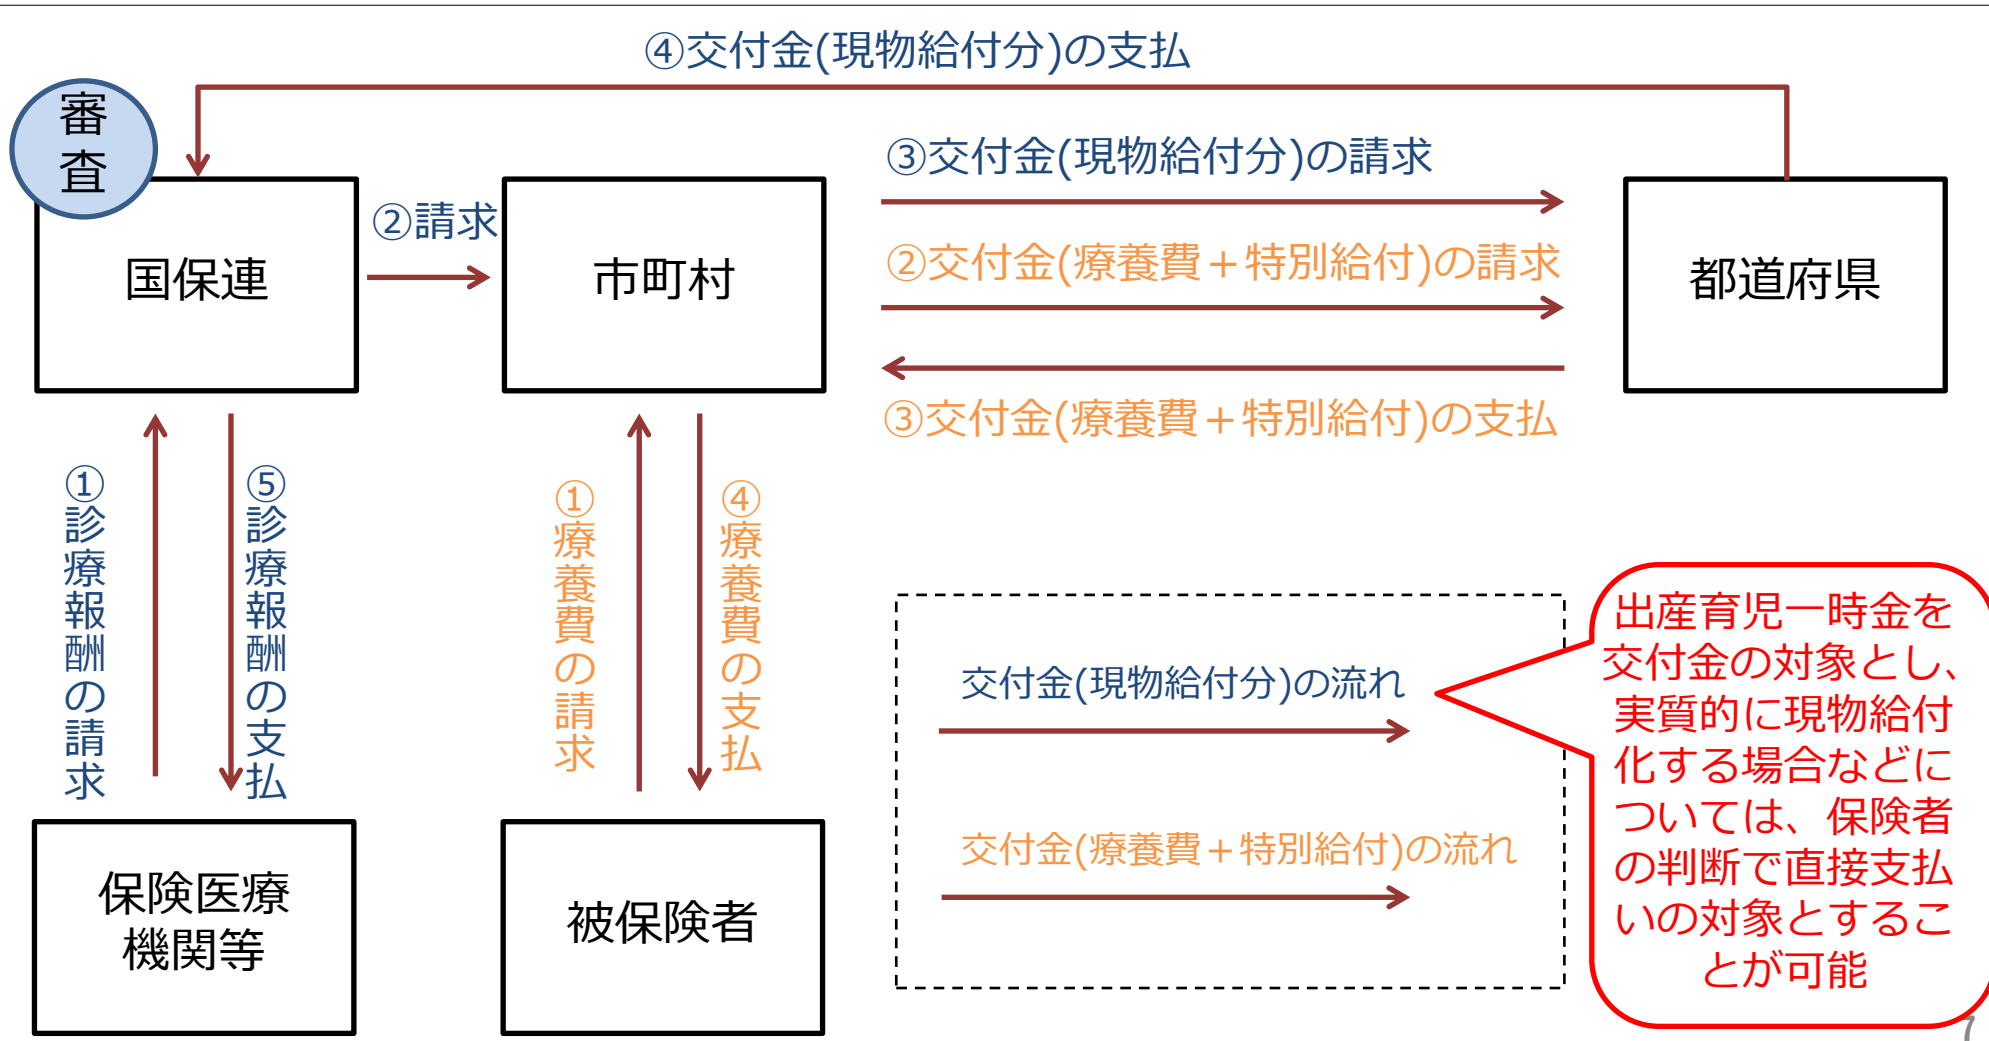 ④交付金(現物給付分)の支払
審
査
国保連
②請求
市町村
③交付金(現物給付分)の請求
②交付金(療養費＋特別給付)の請求
③交付金(療養費＋特別給付)の支払
都道府県
①診療報酬の請求
⑤診療報酬の支払
①療養費の請求
④療養費の支払
保険医療
機関等
被保険者
交付金(現物給付分)の流れ
交付金(療養費＋特別給付)の流れ
出産育児一時金を
交付金の対象とし、
実質的に現物給付
化する場合などに
ついては、保険者
の判断で直接支払
いの対象とするこ
とが可能
7